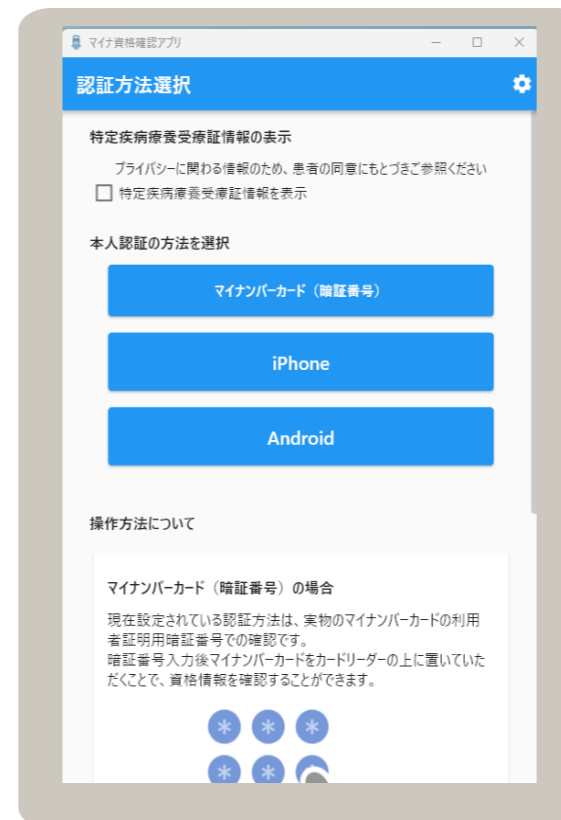 マイナ資格確認アプリ
認証方法選択
特定疾病療養受療証情報の表示
プライバシーに関わる情報のため、患者の同意にもとづきご参照ください
特定疾病療養受療証情報を表示
本人認証の方法を選択
マイナンバーカード（暗証番号）
iPhone
Android
操作方法について
マイナンバーカード（暗証番号）の場合
現在設定されている認証方法は、実物のマイナンバーカードの利用
者証明用暗証番号での確認です。
暗証番号入力後マイナンバーカードをカードリーダーの上に置いていた
だくことで、資格情報を確認することができます。
* * *
* *